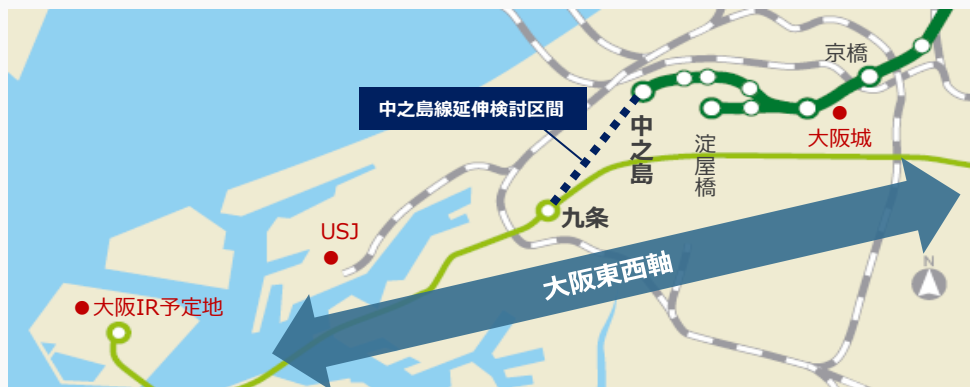 京橋
中之島線延伸検討区間
中之島
淀屋橋
大阪城
九条
USJ
大阪東西軸
N
大阪IR予定地